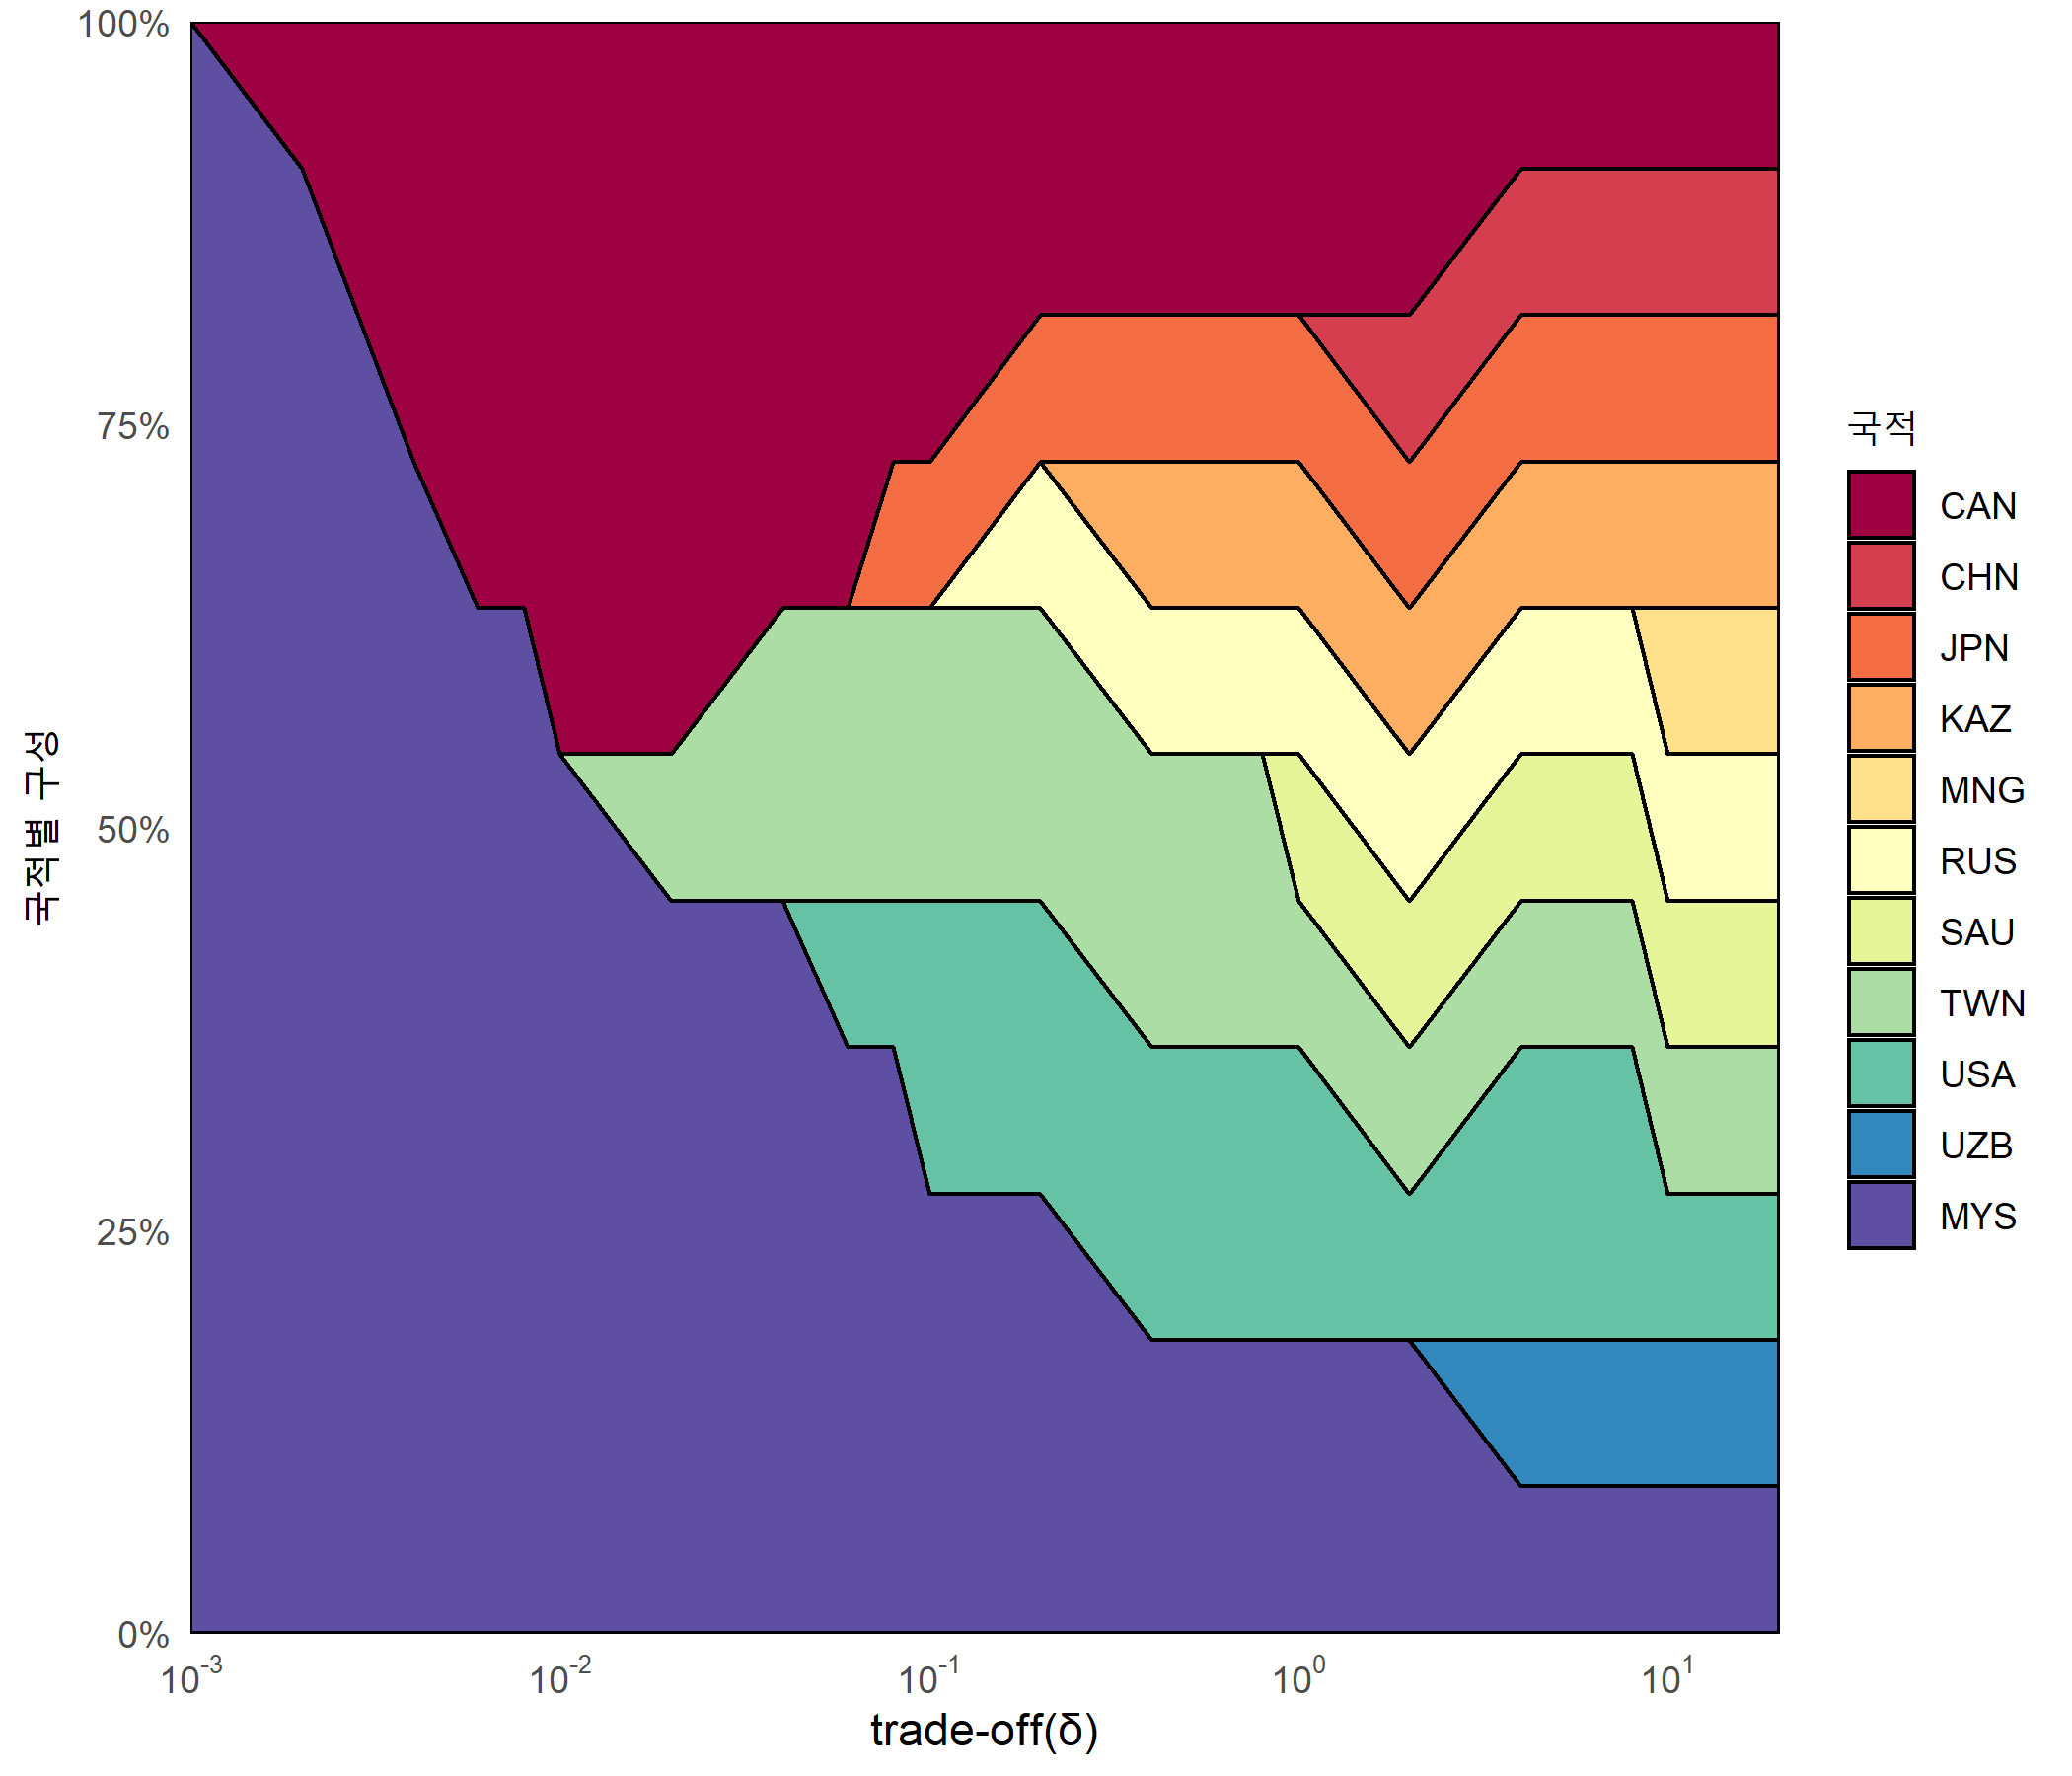 100%
75%
50%
25%
0%
국적별 구성
10^-3
10^-2
10^-1
10^0
10^1
trade-off(δ)
국적
CAN
CHN
JPN
KAZ
MNG
RUS
SAU
TWN
USA
UZB
MYS